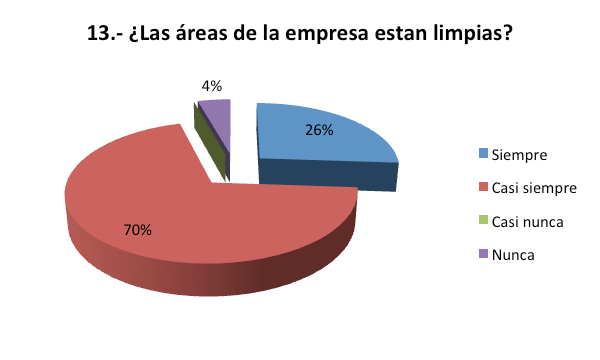 13.- ¿Las áreas de la empresa estan limpias?
4%
26%
70%
Siempre
Casi siempre
Casi nunca
Nunca